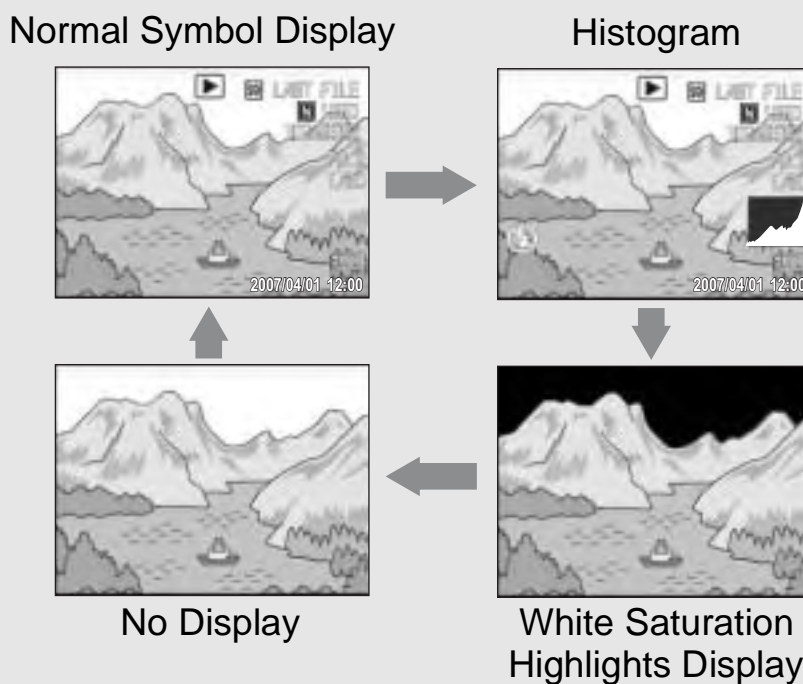 Normal Symbol Display
Histogram
LAST FILE
LAST FILE
2007/04/01 12:00
2007/04/01 12:00
No Display
White Saturation
Highlights Display